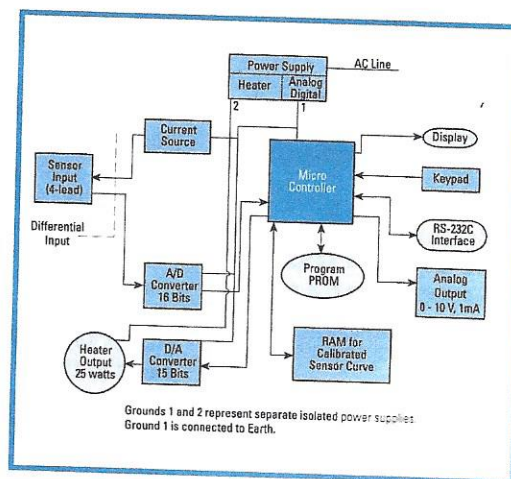 Power Supply
AC Line
Heater
Analog
Digital
2
1
Current
Source
Display
Sensor
Input
(4-lead)
Micro
Controller
Keypad
Differential
Input
RS-232C
Interface
A/D
Converter
16 Bits
Program
PROM
Analog
Output
0 - 10 V, 1mA
Heater
Output
25 watts
D/A
Converter
15 Bits
RAM for
Calibrated
Sensor Curve
Grounds 1 and 2 represent separate isolated power supplies.
Ground 1 is connected to Earth.